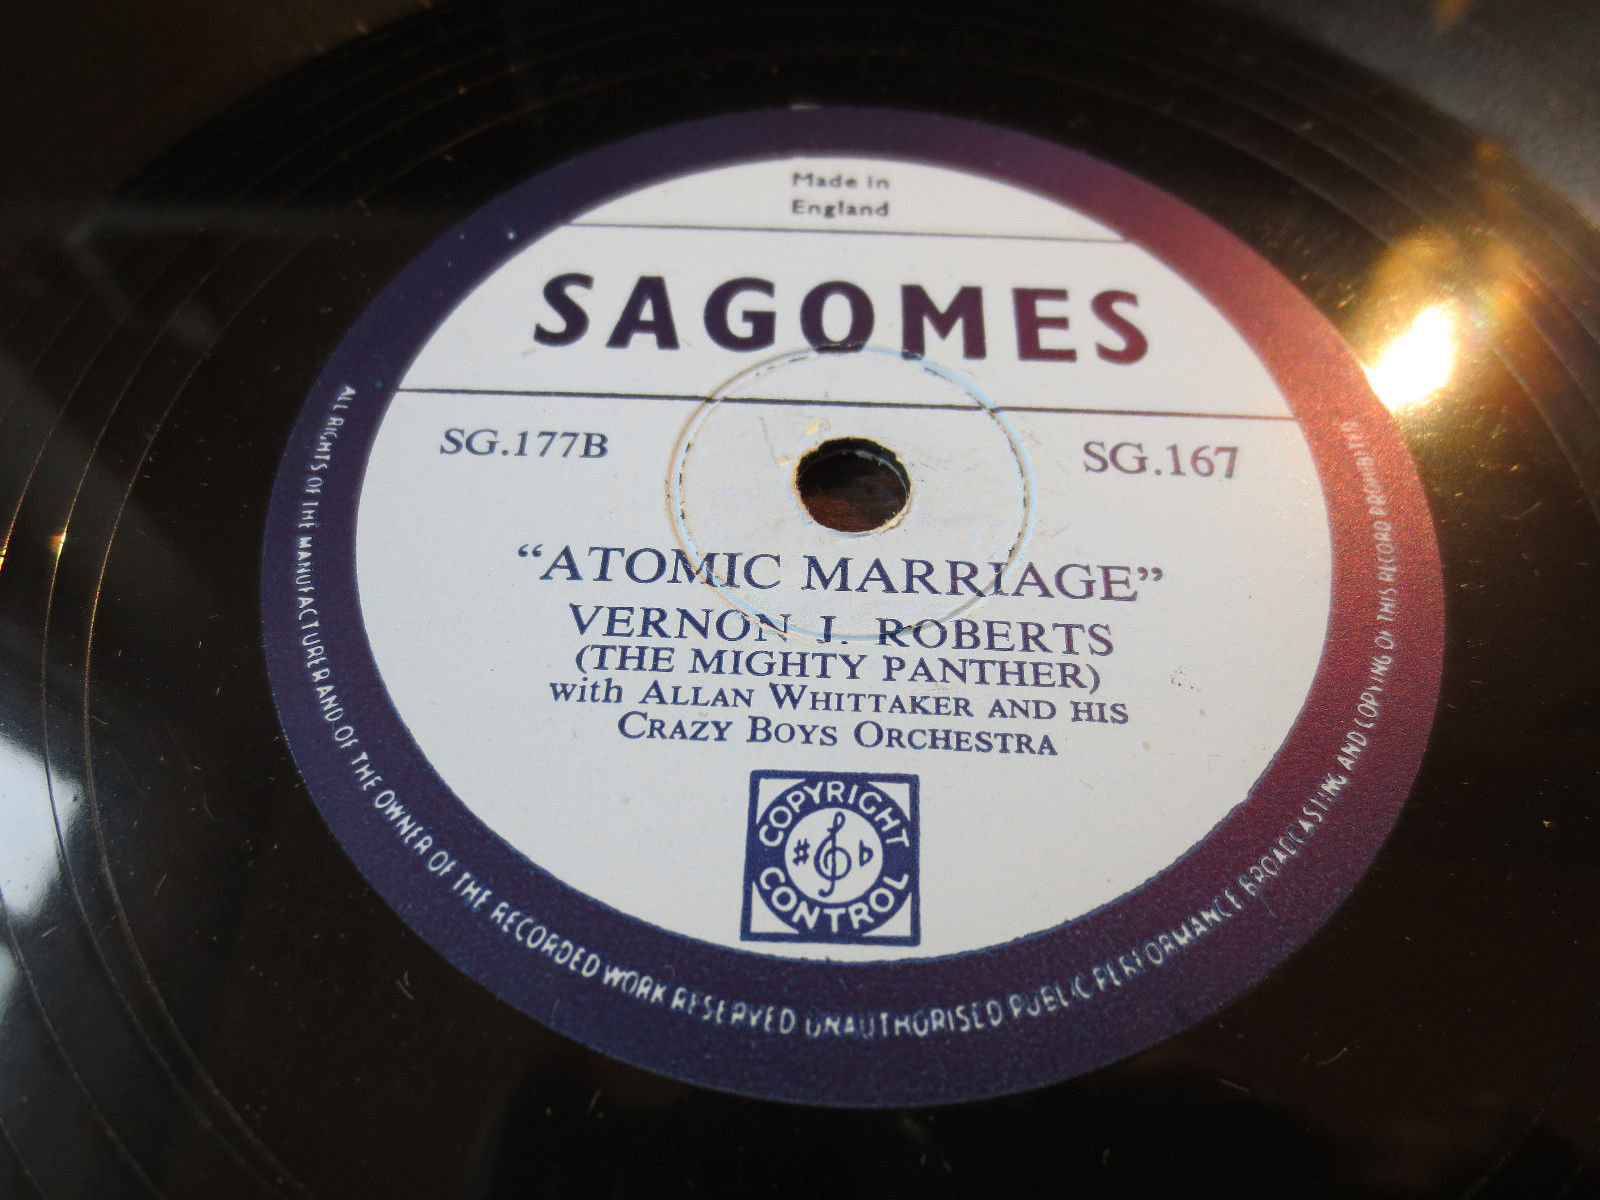 Made in
England
SAGOMES
SG.177B
SG.167
“ATOMIC MARRIAGE”
VERNON J. ROBERTS
(THE MIGHTY PANTHER)
with ALLAN WHITTAKER AND HIS
CRAZY BOYS ORCHESTRA
COPYRIGHT
CONTROL
ALL RIGHTS OF THE MANUFACTURER AND OF THE OWNER OF THE RECORDED WORK RESERVED UNAUTHORISED PUBLIC PERFORMANCE BROADCASTING AND COPYING OF THIS RECORD PROHIBITED